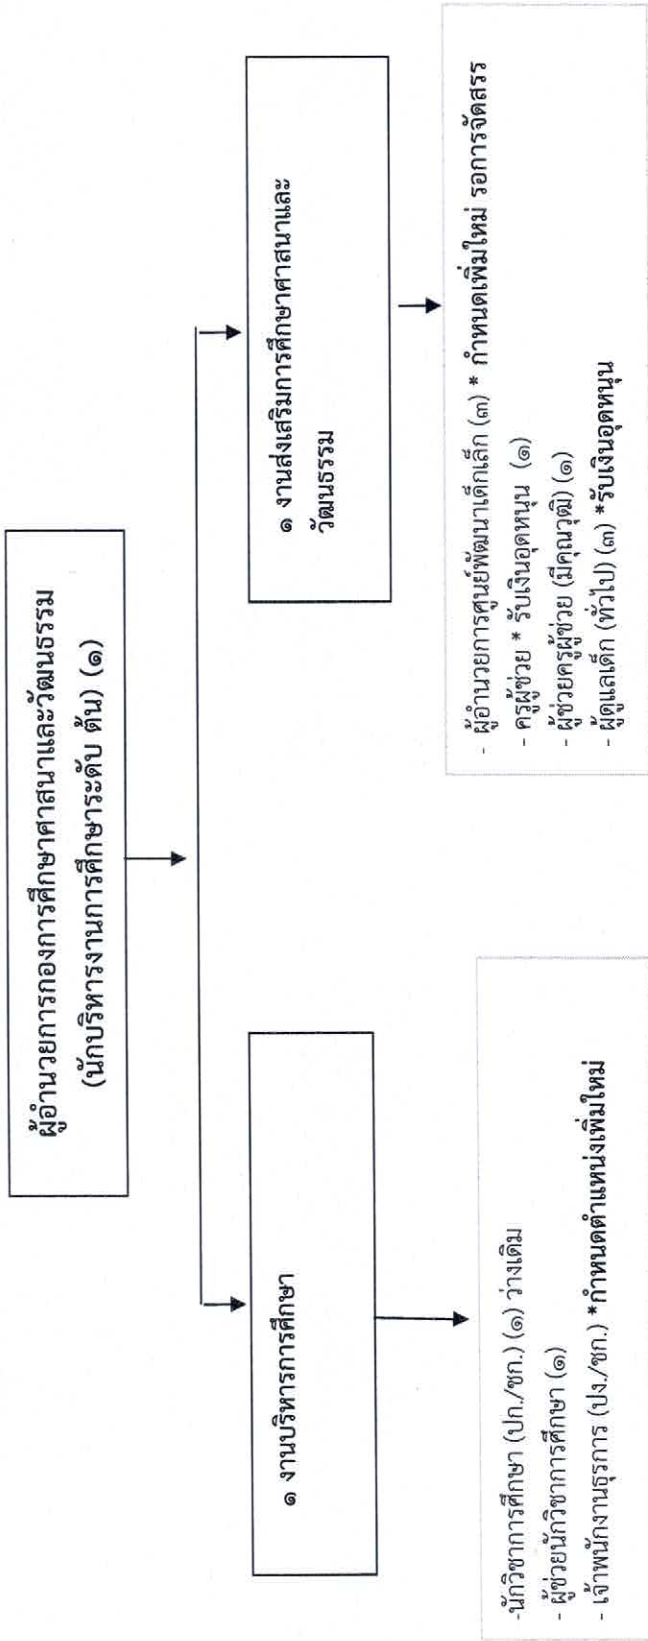 ผู้อำนวยการกองการศึกษาศาสนาและวัฒนธรรม
(นักบริหารงานการศึกษาระดับ ต้น) (๑)
๑ งานบริหารการศึกษา
-นักวิชาการศึกษา (ปก./ชก.) (๑) ว่างเดิม
- ผู้ช่วยนักวิชาการศึกษา (๑)
- เจ้าพนักงานธุรการ (ปง./ชก.) *กำหนดตำแหน่งเพิ่มใหม่
๑ งานส่งเสริมการศึกษาศาสนาและ
วัฒนธรรม
- ผู้อำนวยการศูนย์พัฒนาเด็กเล็ก (๓) * กำหนดเพิ่มใหม่ รอการจัดสรร
- ครูผู้ช่วย * รับเงินอุดหนุน (๑)
- ผู้ช่วยครูผู้ช่วย (มีคุณวุฒิ) (๑)
- ผู้ดูแลเด็ก (ทั่วไป) (๓) *รับเงินอุดหนุน